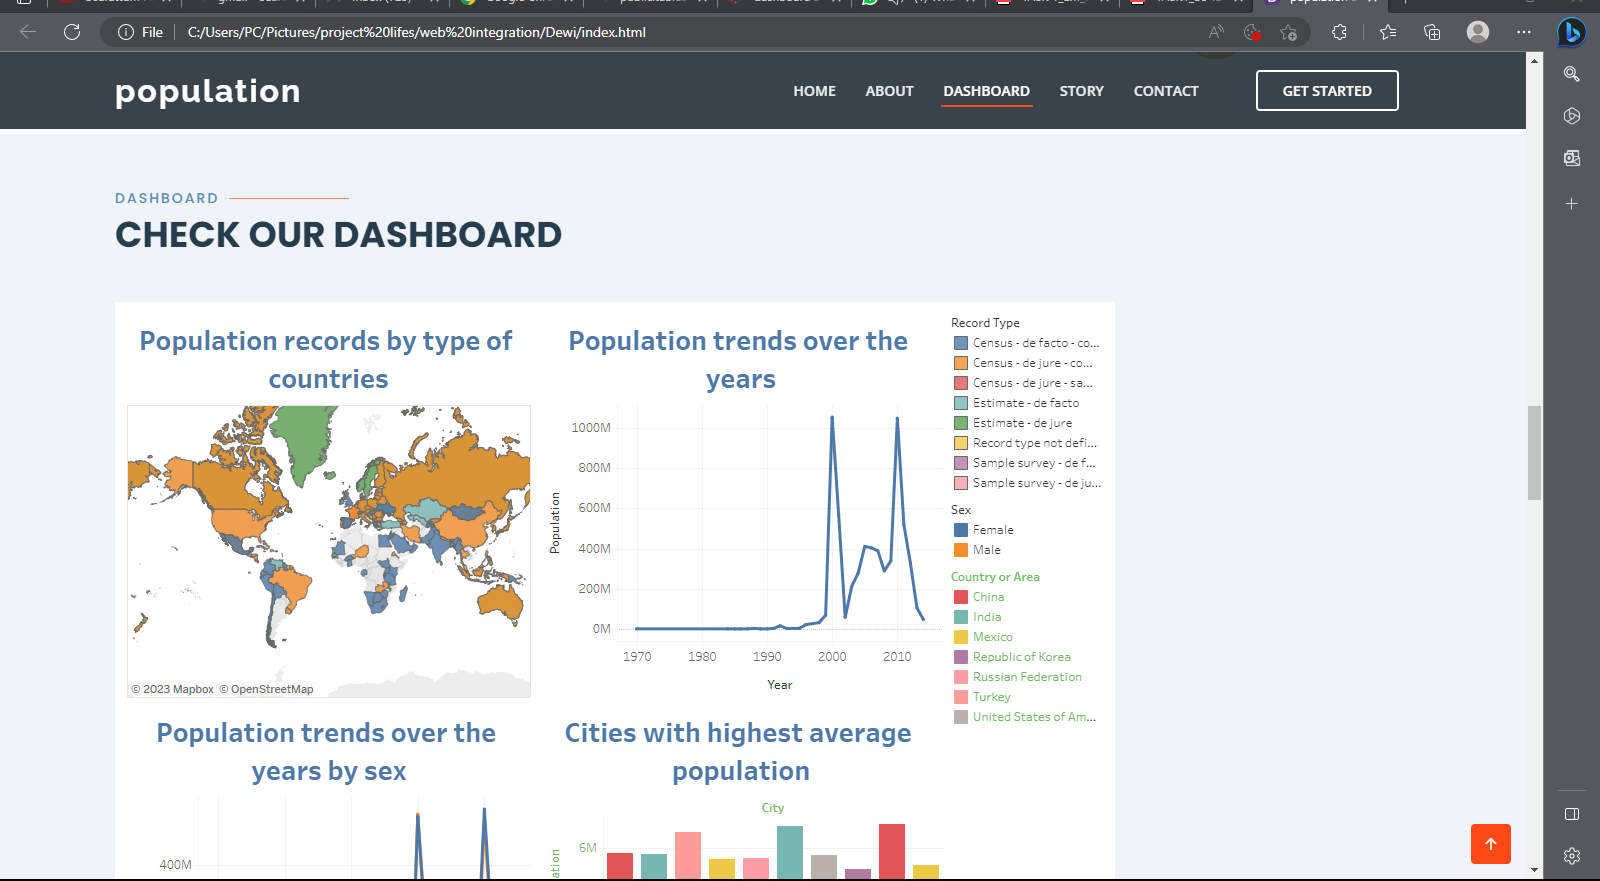 File
C:/Users/PC/Pictures/project%20lifes/web%20integration/Dewi/index.html
population
HOME
ABOUT
DASHBOARD
STORY
CONTACT
GET STARTED
DASHBOARD
CHECK OUR DASHBOARD
Population records by type of
countries
© 2023 Mapbox © OpenStreetMap
Population trends over the
years
Population
1000M
800M
600M
400M
200M
0M
1970
1980
1990
2000
2010
Year
Record Type
Census - de facto - co...
Census - de jure - co...
Census - de jure - sa...
Estimate - de facto
Estimate - de jure
Record type not defi...
Sample survey - de f...
Sample survey - de ju...
Sex
Female
Male
Country or Area
China
India
Mexico
Republic of Korea
Russian Federation
Turkey
United States of Am...
Population trends over the
years by sex
400M
Cities with highest average
population
City
6M